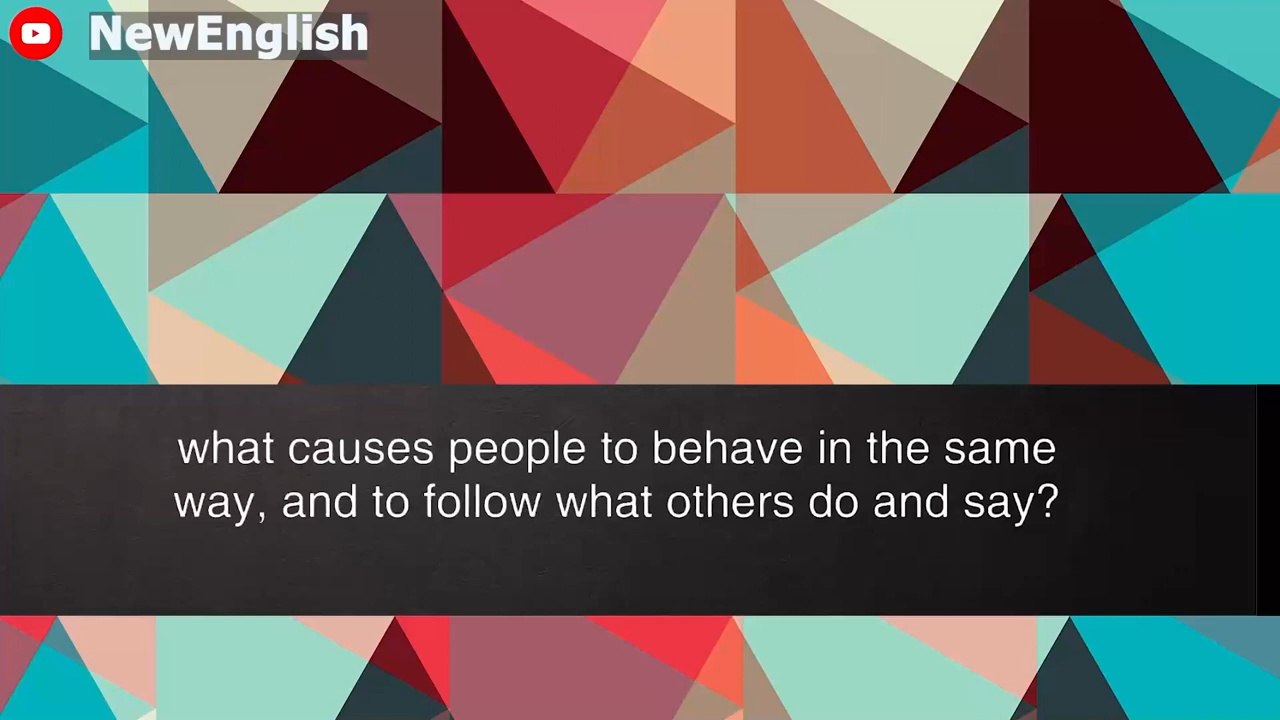 NewEnglish
what causes people to behave in the same
way, and to follow what others do and say?